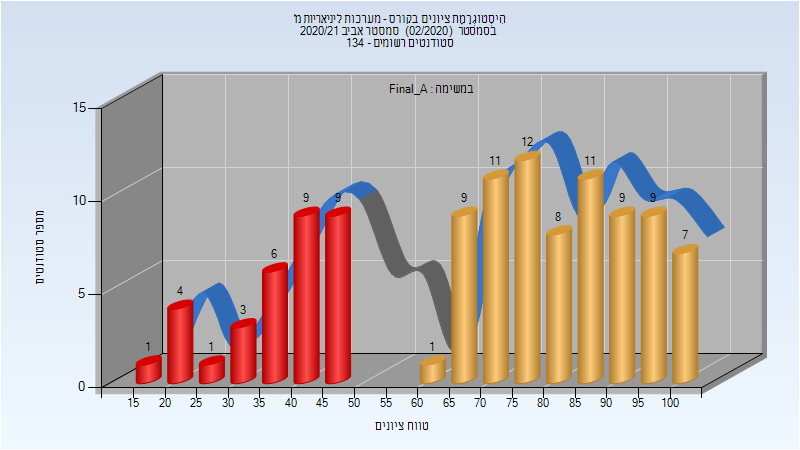 היסטוגרמת ציונים בקורס - מערכות ליניאריות מ'
בסמסטר (02/2020) סמסטר אביב 2020/21
סטודנטים רשומים - 134
במשימה : Final_A
15
10
5
0
מספר סטודנטים
1
4
1
3
6
9
9
1
9
11
12
8
11
9
9
7
15 20 25 30 35 40 45 50 60 65 70 75 80 85 90 95 100
טווח ציונים